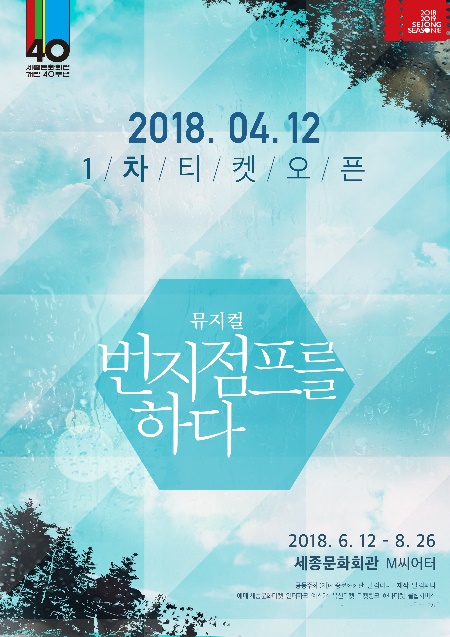 40
세종문화회관
개관 40주년
2018
2019
SEJONG
SEASON
2018. 04. 12
1/차/티/켓/오/픈
뮤지컬
번지점프를
하다
2018. 6. 12 - 8. 26
세종문화회관 M씨어터